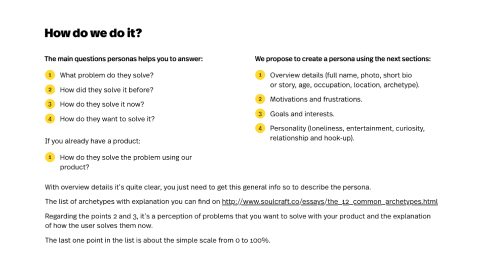 How do we do it?
The main questions personas helps you to answer:
1 What problem do they solve?
2 How did they solve it before?
3 How do they solve it now?
4 How do they want to solve it?
If you already have a product:
1 How do they solve the problem using our
product?
We propose to create a persona using the next sections:
1 Overview details (full name, photo, short bio
or story, age, occupation, location, archetype).
2 Motivations and frustrations.
3 Goals and interests.
4 Personality (loneliness, entertainment, curiosity,
relationship and hook-up).
With overview details it's quite clear, you just need to get this general info so to describe the persona.
The list of archetypes with explanation you can find on http://www.soulcraft.co/essays/the_12_common_archetypes.html
Regarding the points 2 and 3, it's a perception of problems that you want to solve with your product and the explanation
of how the user solves them now.
The last one point in the list is about the simple scale from 0 to 100%.